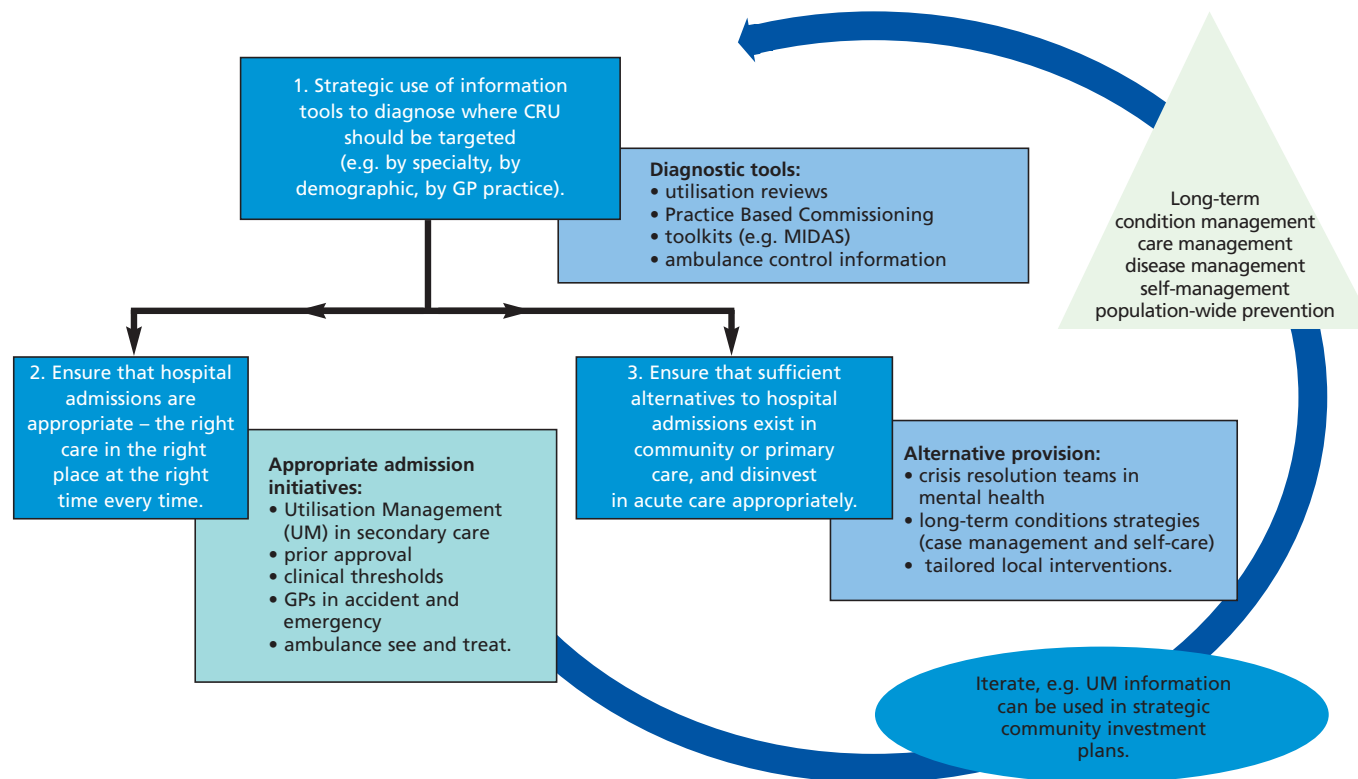 1. Strategic use of information
tools to diagnose where CRU
should be targeted
(e.g. by specialty, by
demographic, by GP practice).
Diagnostic tools:
• utilisation reviews
• Practice Based Commissioning
• toolkits (e.g. MIDAS)
• ambulance control information
Long-term
condition management
care management
disease management
self-management
population-wide prevention
2. Ensure that hospital
admissions are
appropriate – the right
care in the right
place at the right
time every time.
Appropriate admission
initiatives:
• Utilisation Management
(UM) in secondary care
• prior approval
• clinical thresholds
• GPs in accident and
emergency
• ambulance see and treat.
3. Ensure that sufficient
alternatives to hospital
admissions exist in
community or primary
care, and disinvest
in acute care appropriately.
Alternative provision:
• crisis resolution teams in
mental health
• long-term conditions strategies
(case management and self-care)
• tailored local interventions.
Iterate, e.g. UM information
can be used in strategic
community investment
plans.